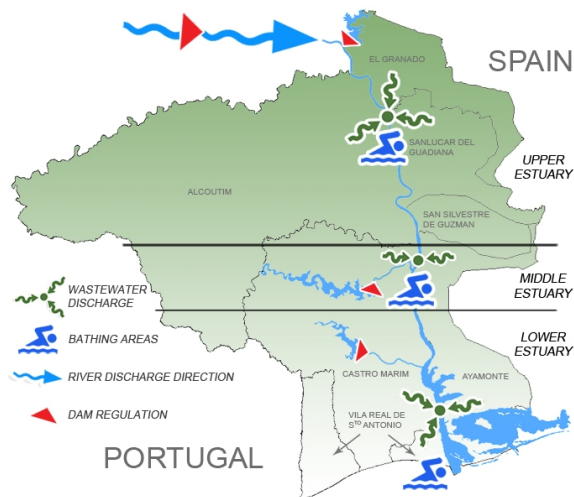 EL GRANADO
SPAIN
SANLUCAR DEL
GUADIANA
UPPER
ESTUARY
ALCOUTIM
SAN SILVESTRE
DE GUZMAN
MIDDLE
ESTUARY
WASTEWATER
DISCHARGE
BATHING AREAS
LOWER
ESTUARY
RIVER DISCHARGE DIRECTION
CASTRO MARIM
AYAMONTE
DAM REGULATION
VILA REAL DE
STO ANTONIO
PORTUGAL